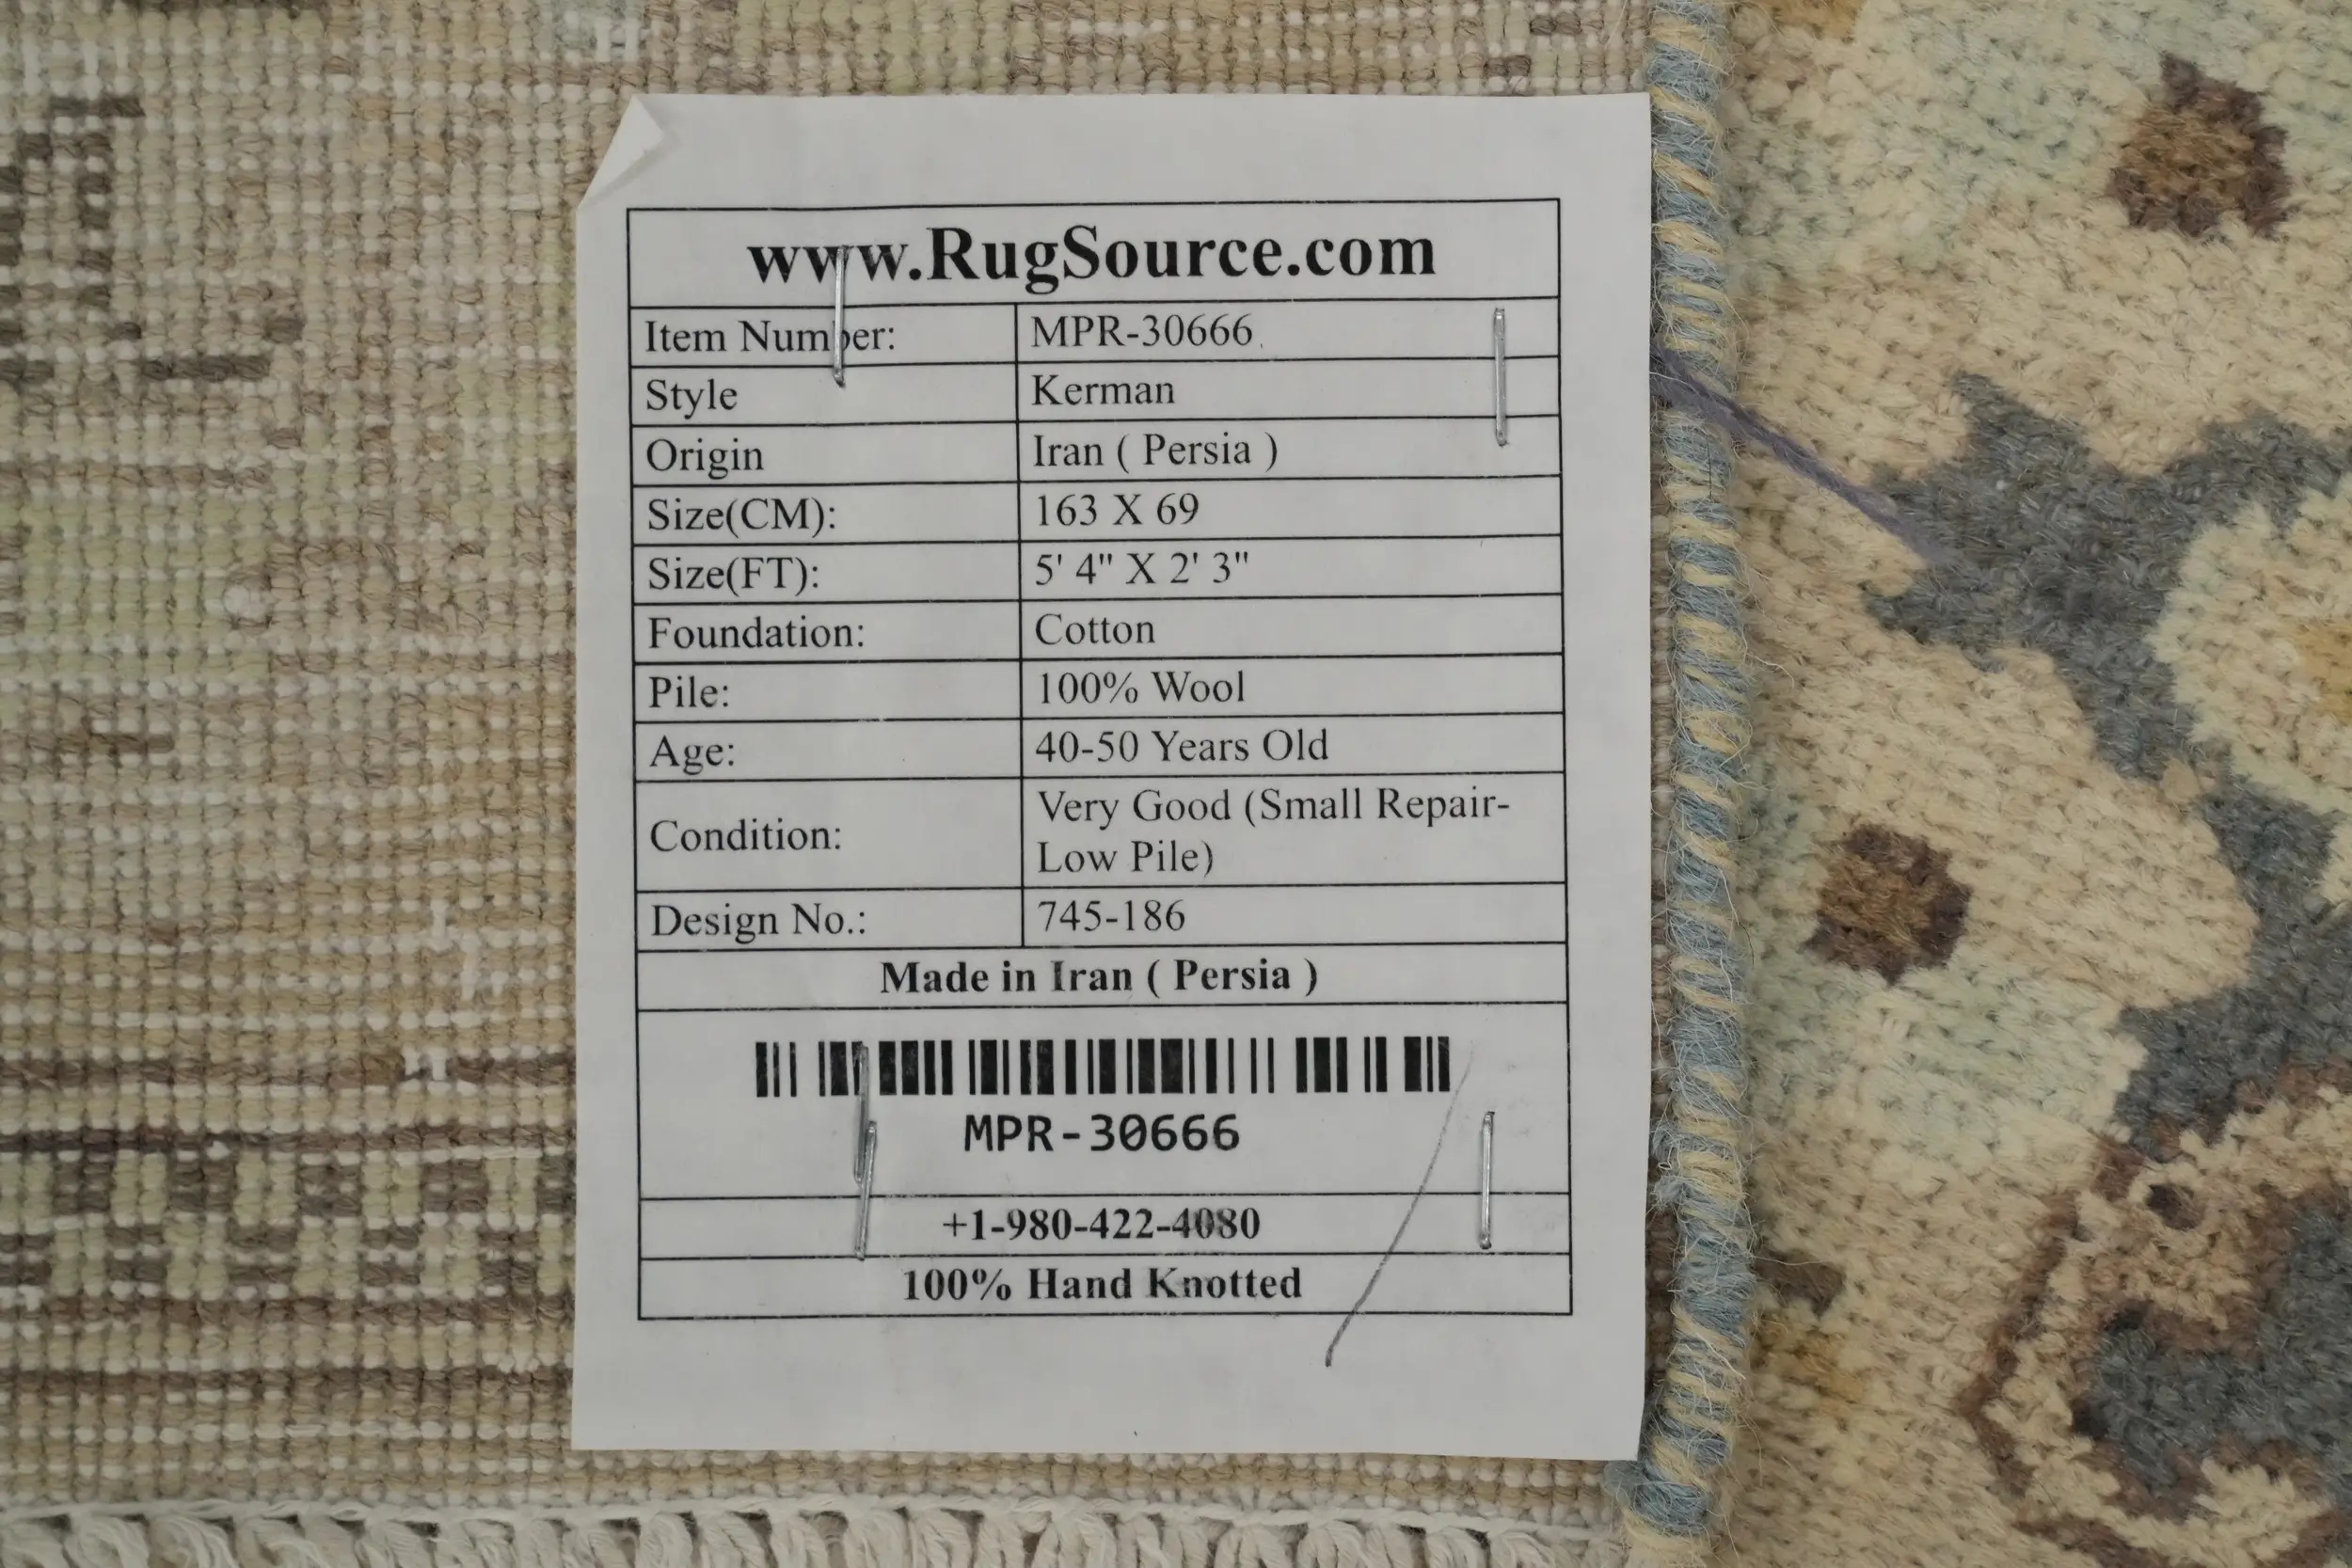 www.RugSource.com
Item Number: MPR-30666
Style Kerman
Origin Iran ( Persia )
Size(CM): 163 X 69
Size(FT): 5' 4" X 2' 3"
Foundation: Cotton
Pile: 100% Wool
Age: 40-50 Years Old
Condition: Very Good (Small Repair-
Low Pile)
Design No.: 745-186
Made in Iran ( Persia )
MPR-30666
+1-980-422-4080
100% Hand Knotted